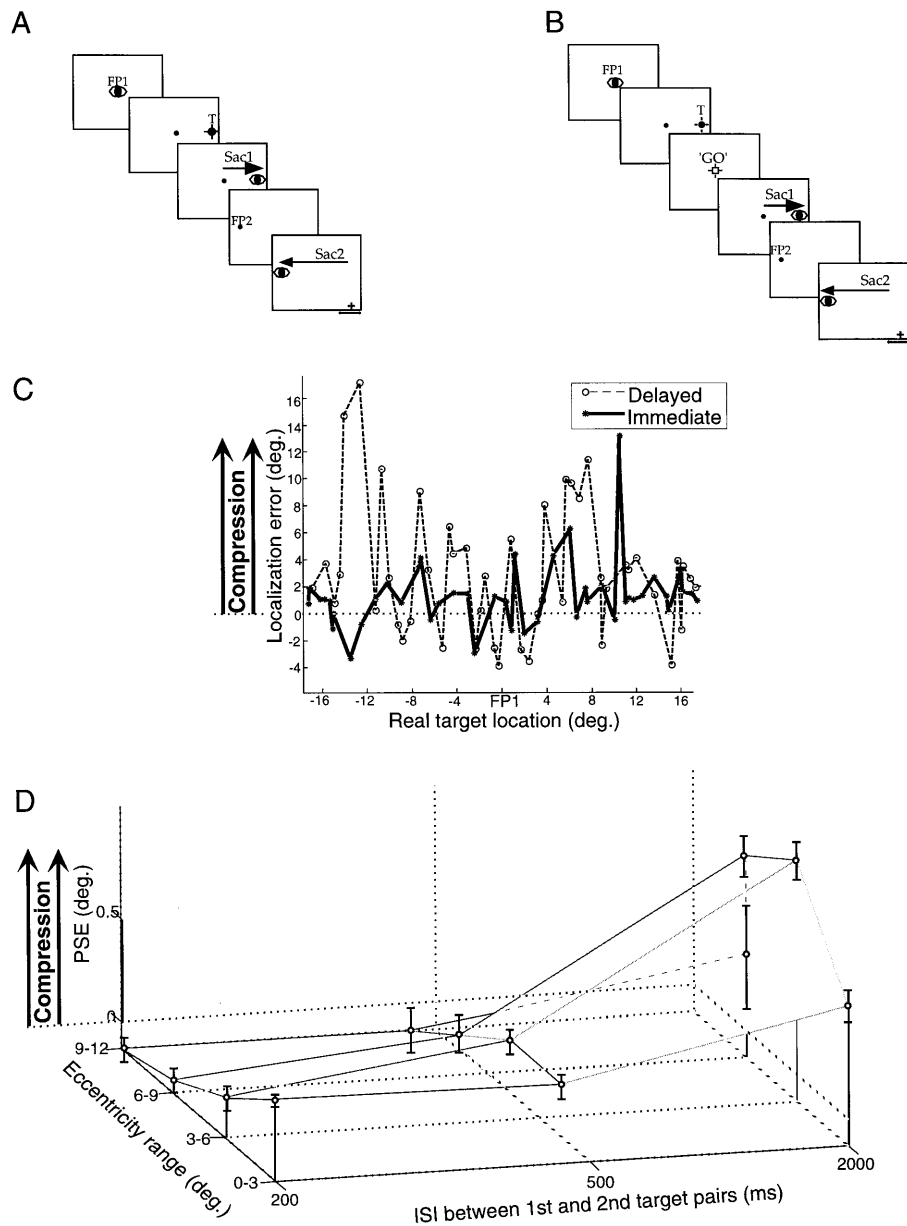 A
FP1
T
Sac1
FP2
Sac2
+
B
FP1
T
'GO'
Sac1
FP2
Sac2
+
C
Compression
Localization error (deg.)
16
14
12
10
8
6
4
2
0
-2
-4
Delayed
Immediate
-16 -12 -8 -4 FP1 4 8 12 16
Real target location (deg.)
D
Compression
PSE (deg.)
0.5
9-12
6-9
3-6
0-3
Eccentricity range (deg.)
200
500
2000
ISI between 1st and 2nd target pairs (ms)